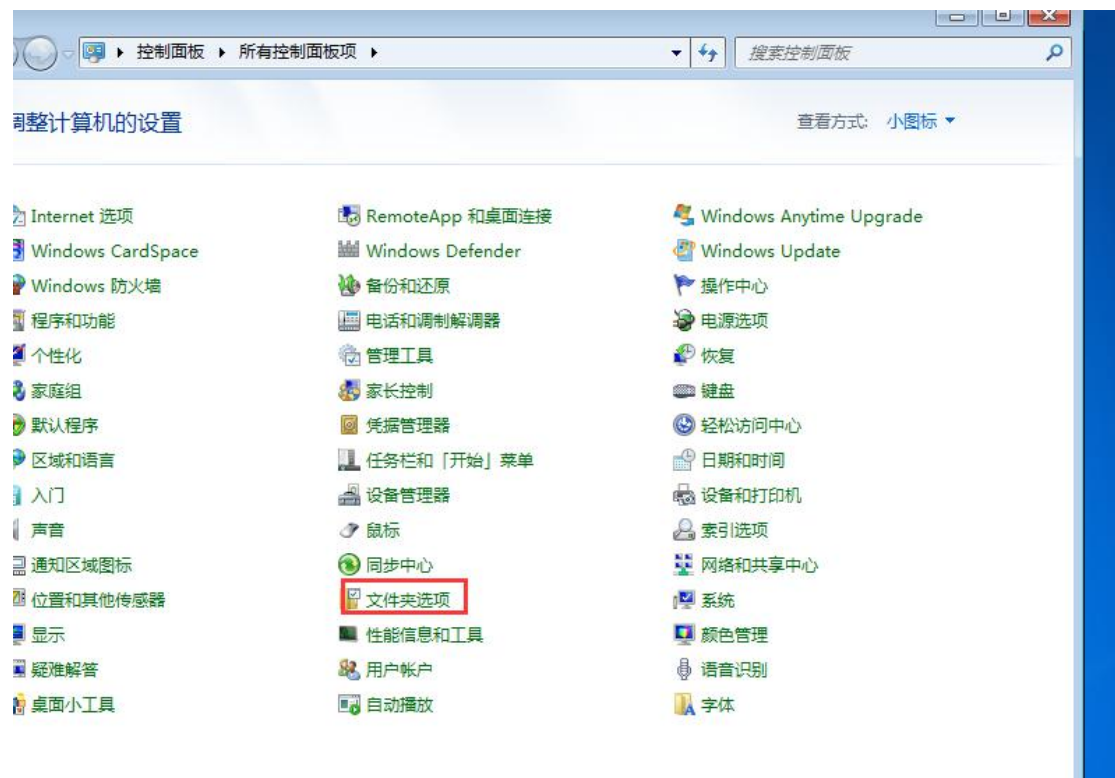 控制面板 ▶ 所有控制面板项 ▶
搜索控制面板
调整计算机的设置
查看方式: 小图标
Internet 选项
RemoteApp 和桌面连接
Windows Anytime Upgrade
Windows CardSpace
Windows Defender
Windows Update
Windows 防火墙
备份和还原
操作中心
程序和功能
电话和调制解调器
电源选项
个性化
管理工具
恢复
家庭组
家长控制
键盘
默认程序
凭据管理器
轻松访问中心
区域和语言
任务栏和「开始」菜单
日期和时间
入门
设备管理器
设备和打印机
声音
鼠标
索引选项
通知区域图标
同步中心
网络和共享中心
位置和其他传感器
文件夹选项
系统
显示
性能信息和工具
颜色管理
疑难解答
用户帐户
语音识别
桌面小工具
自动播放
字体